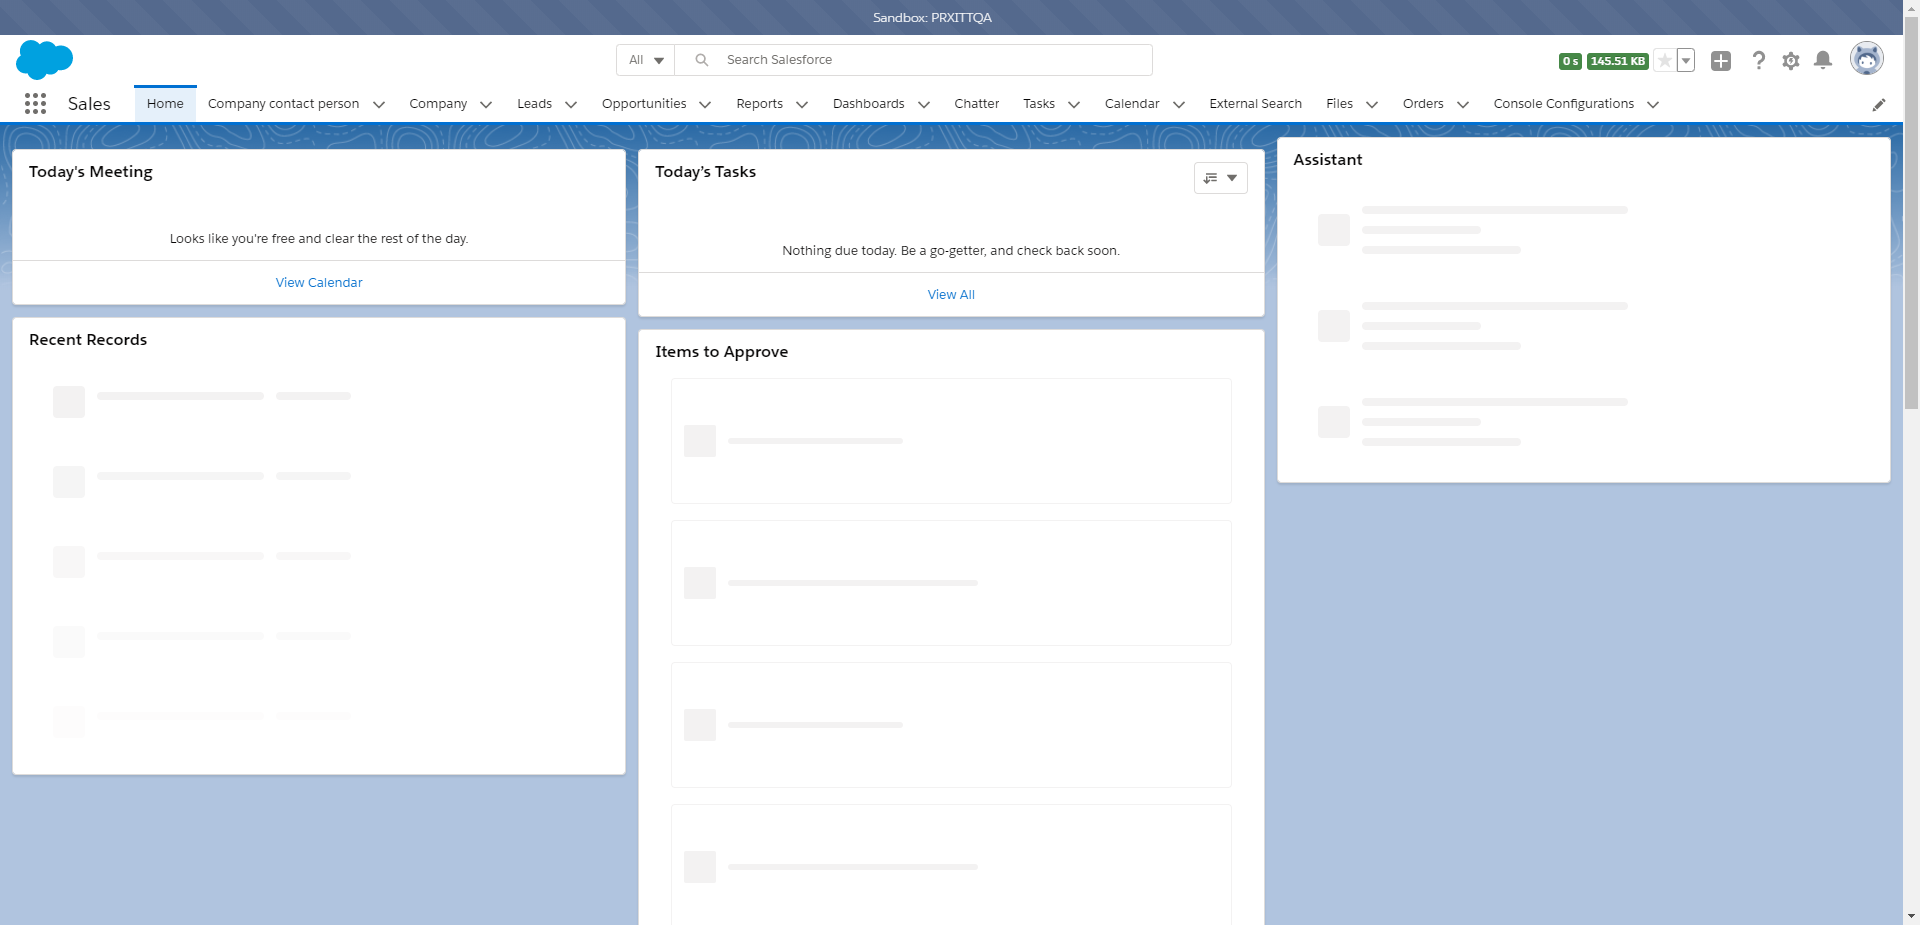 Sandbox: PRXITTQA
All
Search Salesforce
0 s
145.51 KB
Sales
Home
Company contact person
Company
Leads
Opportunities
Reports
Dashboards
Chatter
Tasks
Calendar
External Search
Files
Orders
Console Configurations
Today's Meeting
Looks like you're free and clear the rest of the day.
View Calendar
Recent Records
Today’s Tasks
Nothing due today. Be a go-getter, and check back soon.
View All
Items to Approve
Assistant